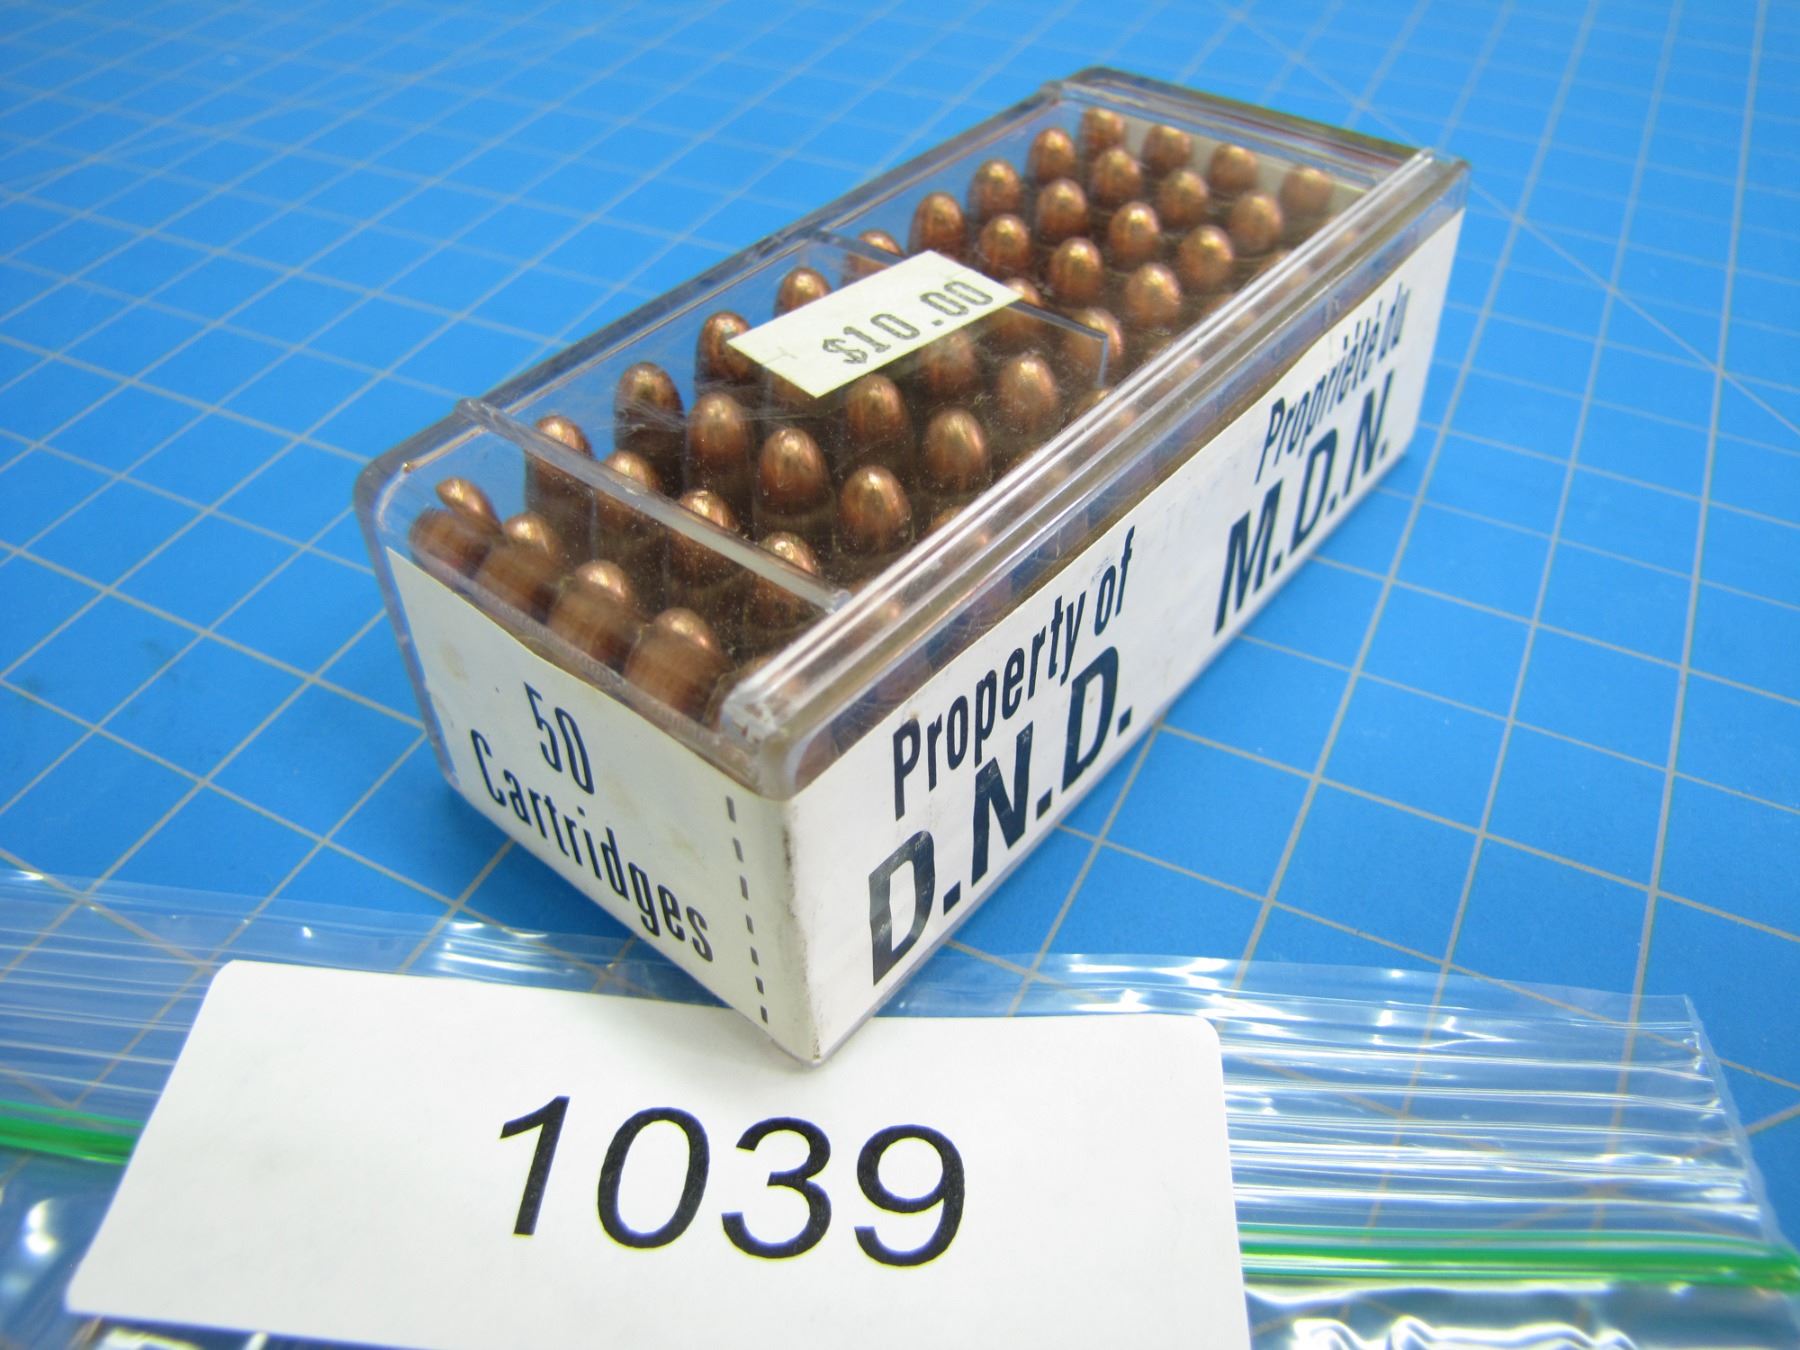 $10.00
50
Cartridges
Property of
D.N.D.
Propriété du
M.D.N.
1039